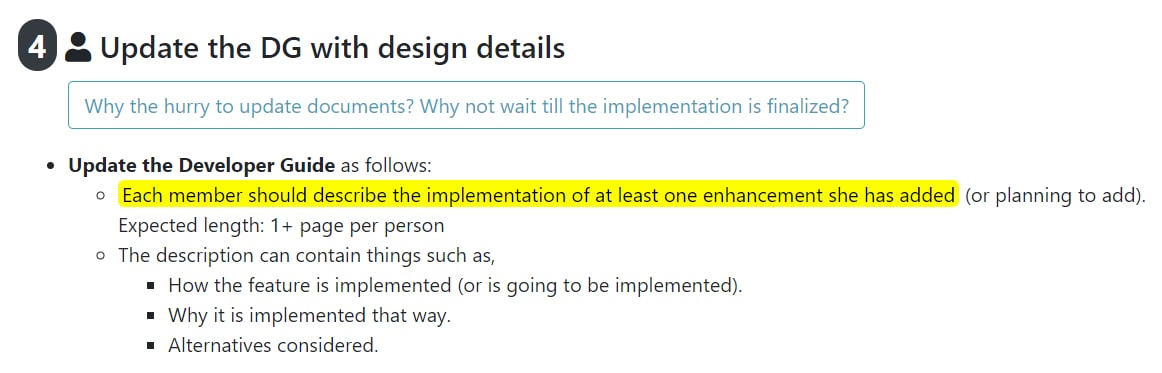 4 Update the DG with design details
Why the hurry to update documents? Why not wait till the implementation is finalized?
Update the Developer Guide as follows:
Each member should describe the implementation of at least one enhancement she has added (or planning to add).
Expected length: 1+ page per person
The description can contain things such as,
How the feature is implemented (or is going to be implemented).
Why it is implemented that way.
Alternatives considered.